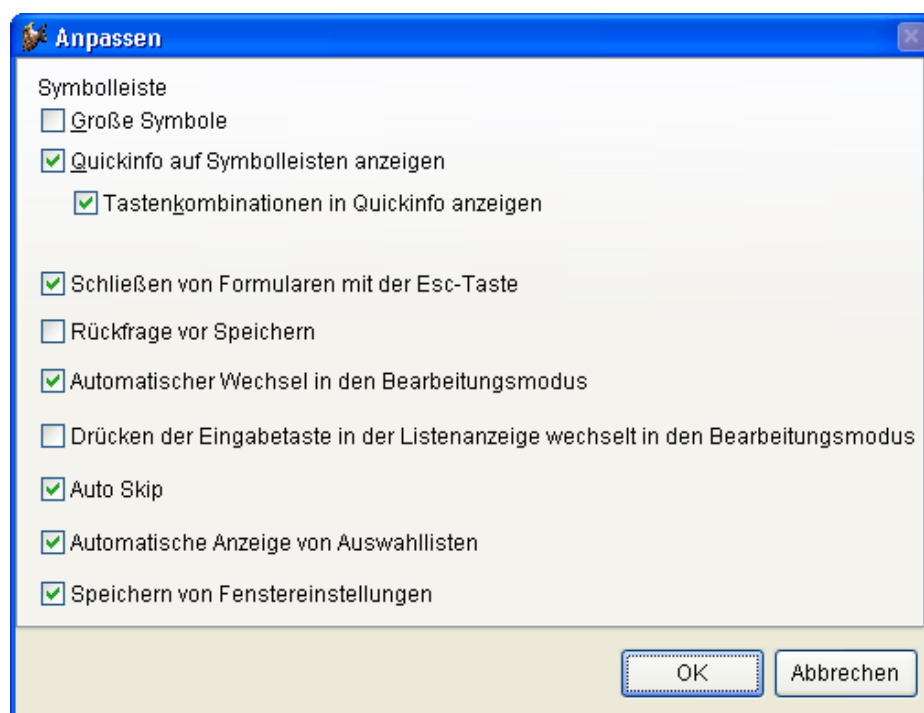 Anpassen
Symbolleiste
Große Symbole
Quickinfo auf Symbolleisten anzeigen
Tastenkombinationen in Quickinfo anzeigen
Schließen von Formularen mit der Esc-Taste
Rückfrage vor Speichern
Automatischer Wechsel in den Bearbeitungsmodus
Drücken der Eingabetaste in der Listenanzeige wechselt in den Bearbeitungsmodus
Auto Skip
Automatische Anzeige von Auswahllisten
Speichern von Fenstereinstellungen
OK Abbrechen